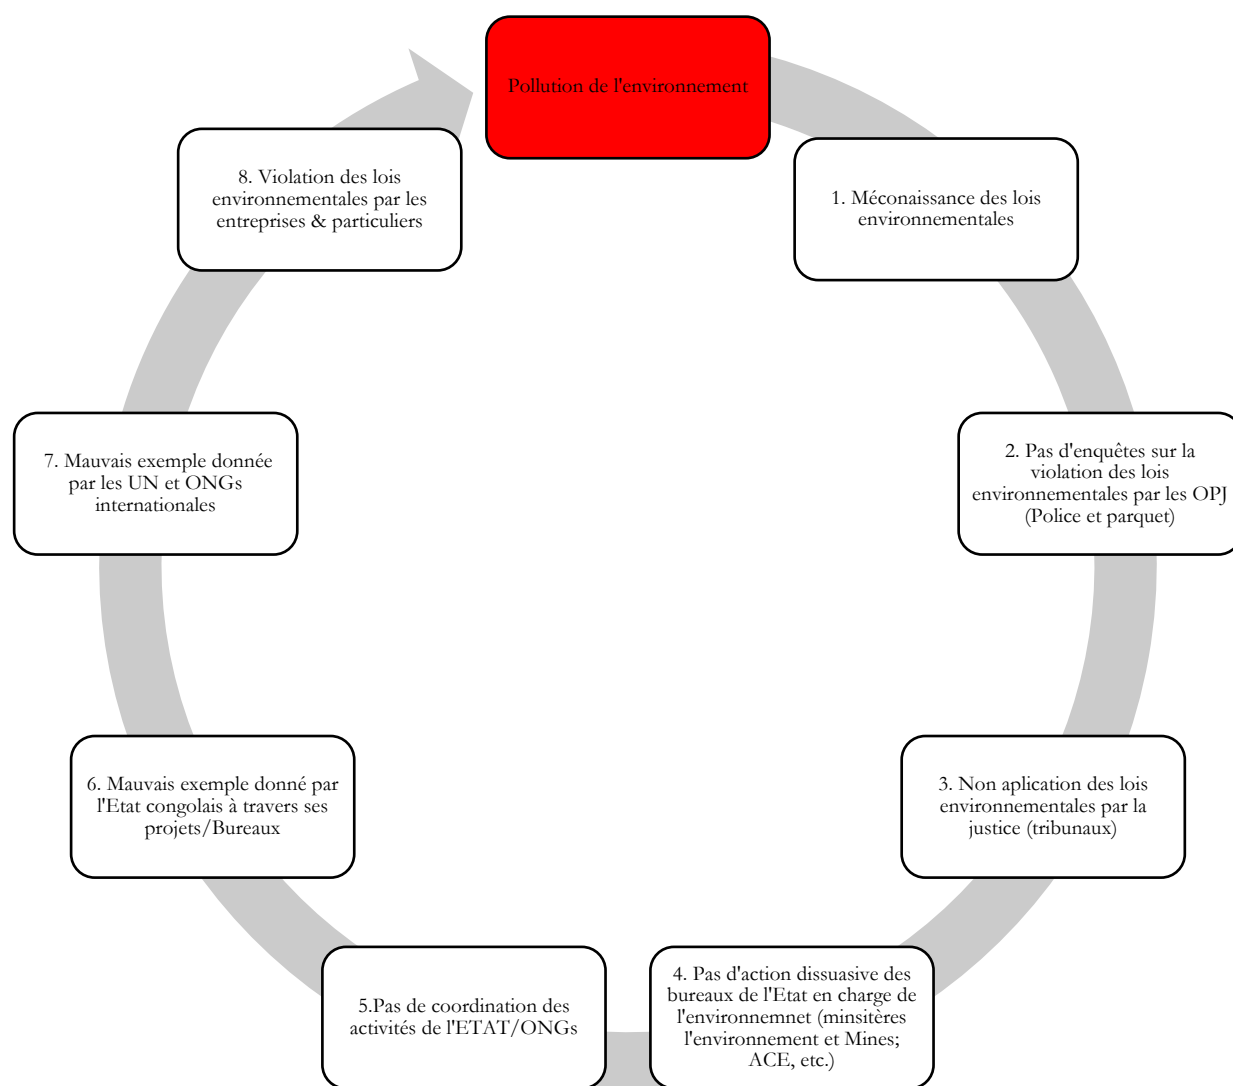 Pollution de l'environnement
1. Méconaissance des lois
environnementales
2. Pas d'enquêtes sur la
violation des lois
environnementales par les OPJ
(Police et parquet)
3. Non aplication des lois
environnementales par la
justice (tribunaux)
4. Pas d'action dissuasive des
bureaux de l'Etat en charge de
l'environnemnet (minsitères
l'environnement et Mines;
ACE, etc.)
5.Pas de coordination des
activités de l'ETAT/ONGs
6. Mauvais exemple donné par
l'Etat congolais à travers ses
projets/Bureaux
7. Mauvais exemple donnée
par les UN et ONGs
internationales
8. Violation des lois
environnementales par les
entreprises & particuliers